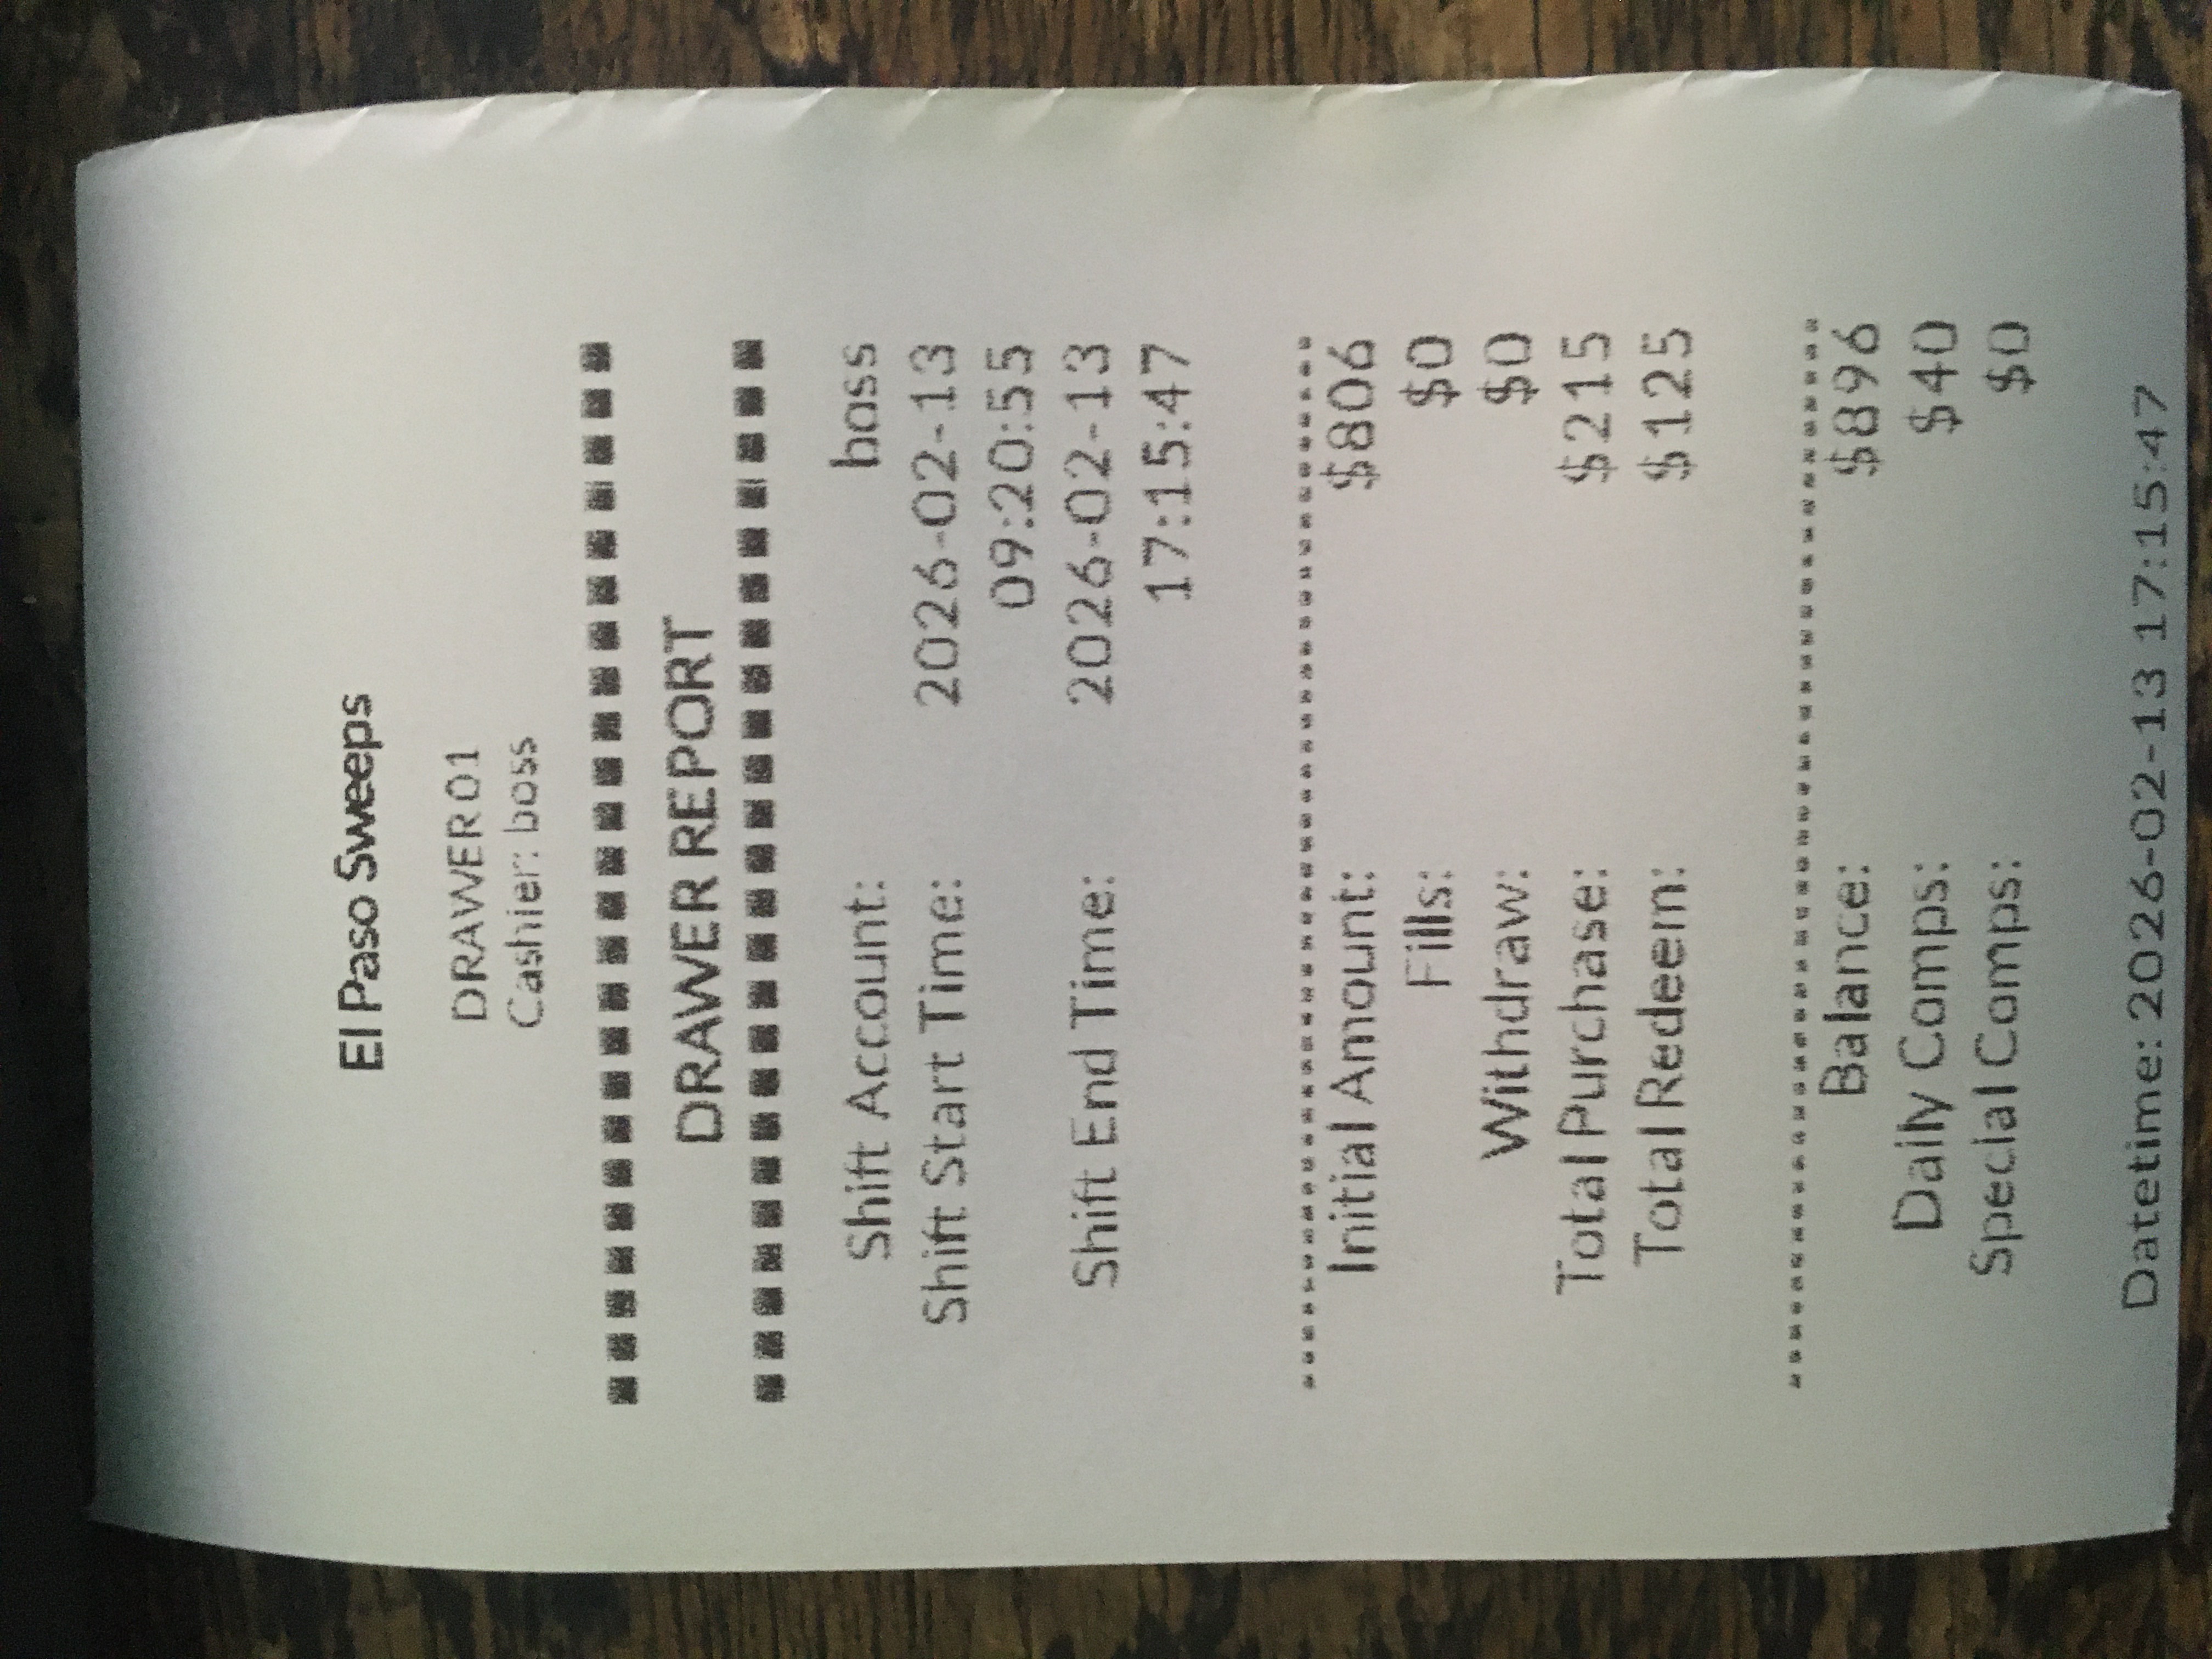 El Paso Sweeps
DRAWER01
Cashier: boss
DRAWER REPORT
Shift Account: boss
Shift Start Time: 2026-02-13
09:20:55
Shift End Time: 2026-02-13
17:15:47
Initial Amount: $806
Fills: $0
Withdraw: $0
Total Purchase: $215
Total Redeem: $125
Balance: $896
Daily Comps: $40
Special Comps: $0
Datetime: 2026-02-13 17:15:47